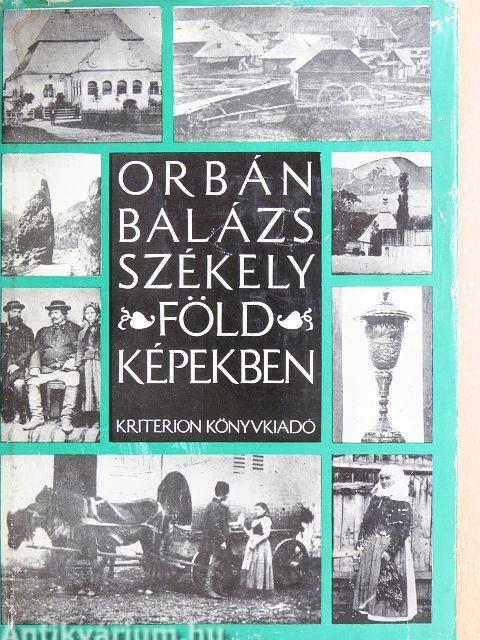 ORBÁN
BALÁZS
SZÉKELY
FÖLD
KÉPEKBEN
KRITERION KÖNYVKIADÓ
Antikvarium.hu